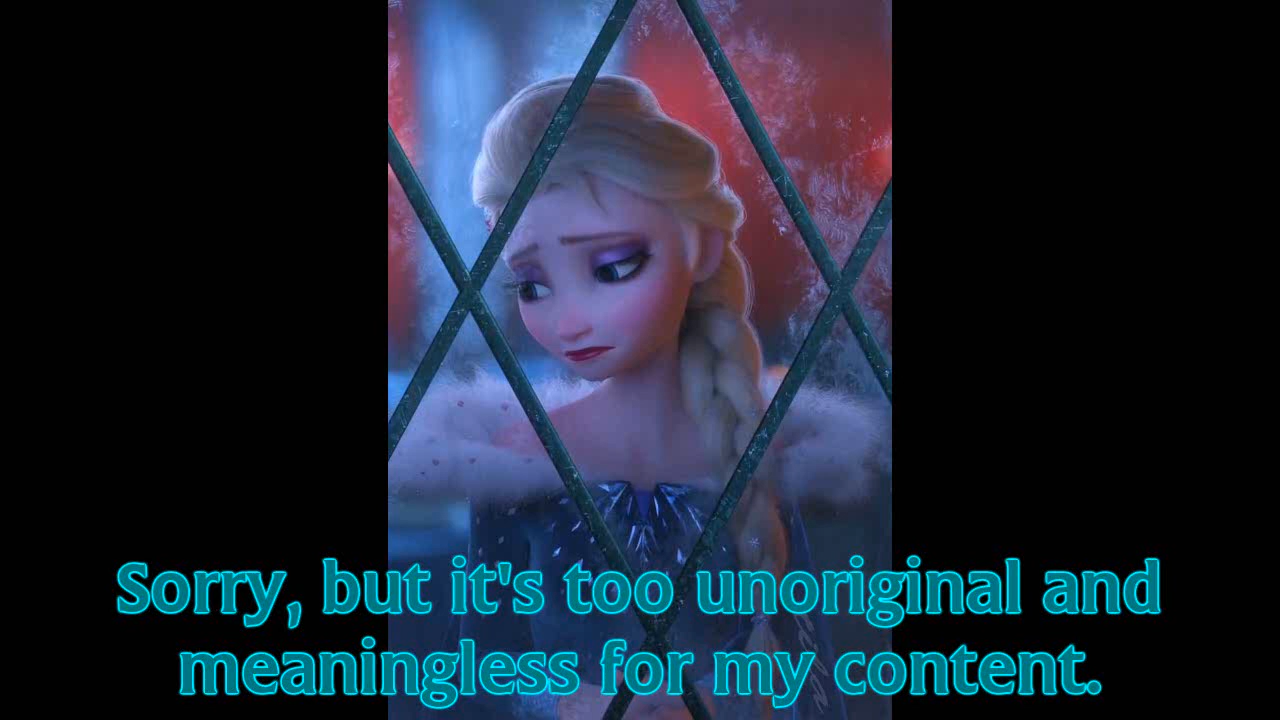 Sorry, but it's too unoriginal and
meaningless for my content.